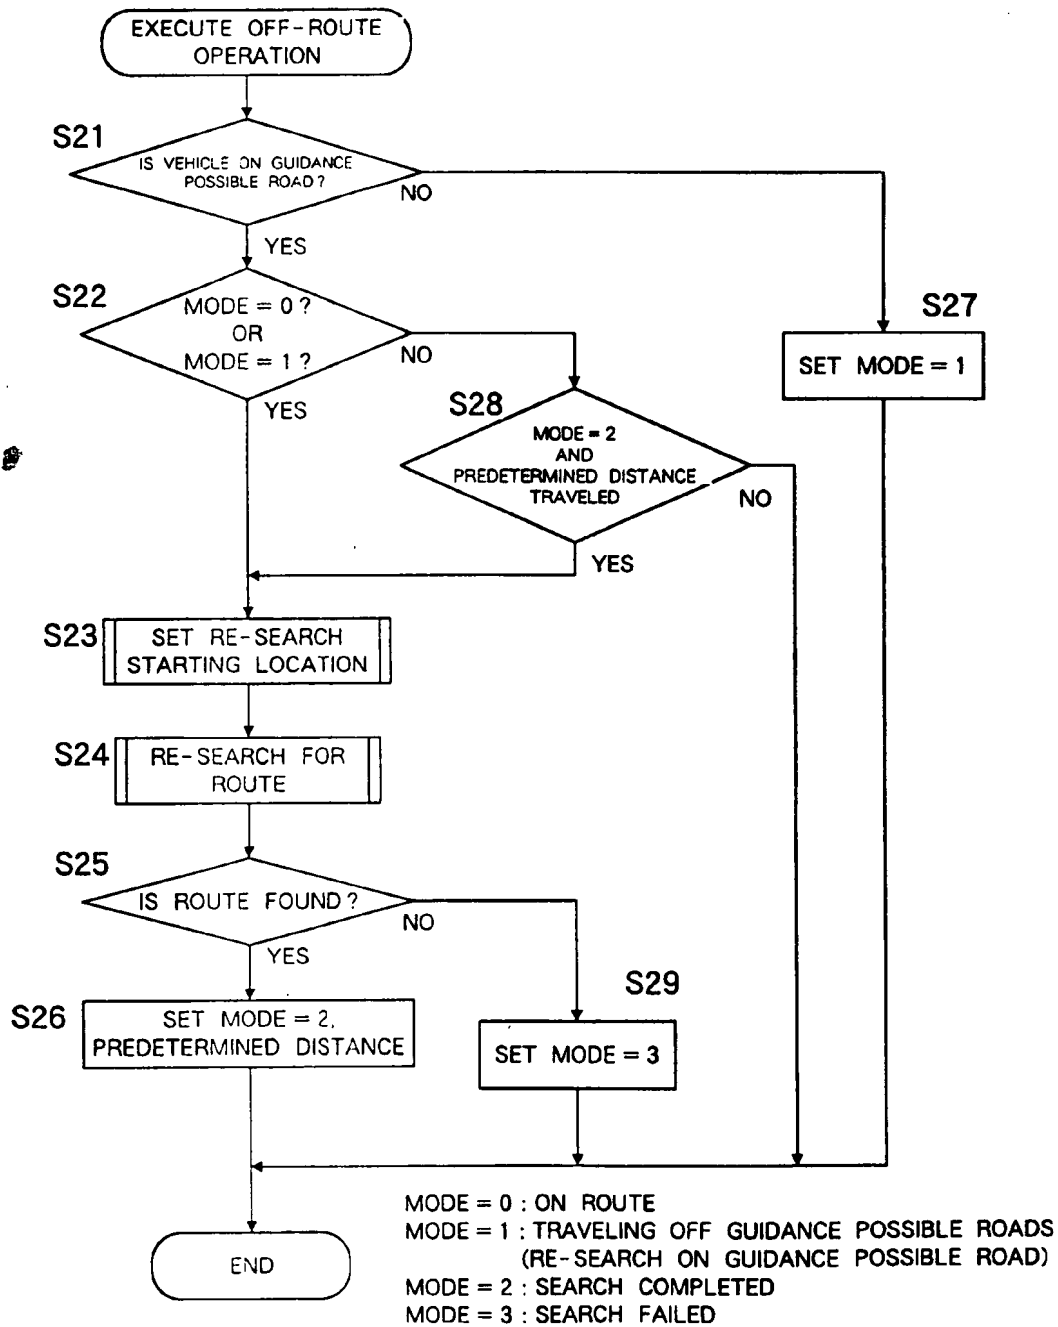 EXECUTE OFF-ROUTE
OPERATION
S21
IS VEHICLE ON GUIDANCE
POSSIBLE ROAD?
NO
YES
S22
MODE = 0?
OR
MODE = 1?
NO
YES
S27
SET MODE = 1
S28
MODE = 2
AND
PREDETERMINED DISTANCE
TRAVELED
NO
YES
S23
SET RE-SEARCH
STARTING LOCATION
S24
RE-SEARCH FOR
ROUTE
S25
IS ROUTE FOUND?
NO
YES
S26
SET MODE = 2,
PREDETERMINED DISTANCE
S29
SET MODE = 3
END
MODE = 0 : ON ROUTE
MODE = 1 : TRAVELING OFF GUIDANCE POSSIBLE ROADS
(RE-SEARCH ON GUIDANCE POSSIBLE ROAD)
MODE = 2 : SEARCH COMPLETED
MODE = 3 : SEARCH FAILED